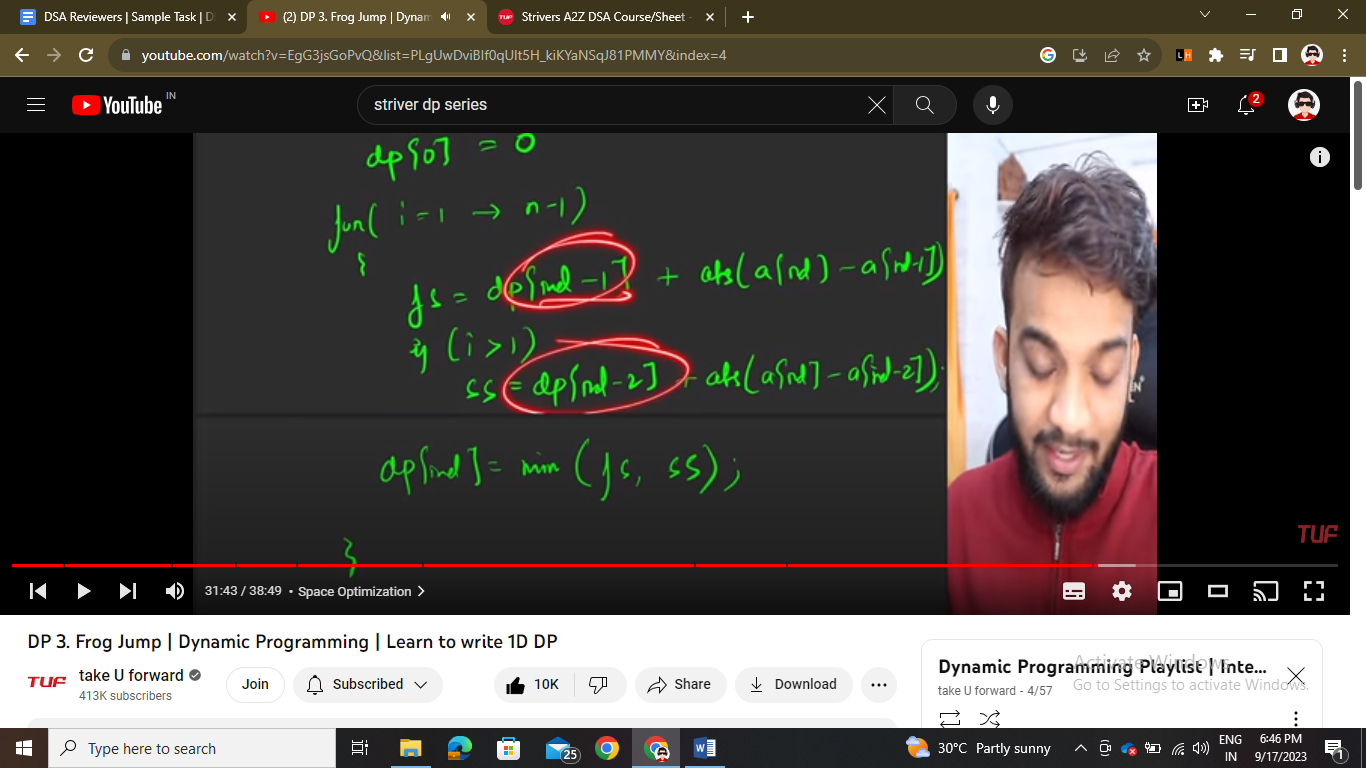 DSA Reviewers | Sample Task | D
(2) DP 3. Frog Jump | Dynam
Strivers A2Z DSA Course/Sheet -
youtube.com/watch?v=EgG3jsGoPvQ&list=PLgUwDviBIf0qUlt5H_kiKYaNSqJ81PMMY&index=4
YouTube IN
striver dp series
2
dp[0] = 0
for( i=1 → n-1)
{
fs = dp[ind-1] + abs(a[ind] - a[ind-1])
if (i>1)
ss = dp[ind-2] + abs(a[ind] - a[ind-2]);
dp[ind] = min (fs, ss);
}
TUF
31:43 / 38:49 • Space Optimization
DP 3. Frog Jump | Dynamic Programming | Learn to write 1D DP
TUF
take U forward
413K subscribers
Join
Subscribed
10K
Share
Download
Dynamic Programming Playlist | Inte...
take U forward - 4/57
Activate Windows
Go to Settings to activate Windows.
Type here to search
25
30°C Partly sunny
ENG
IN
6:46 PM
9/17/2023
1